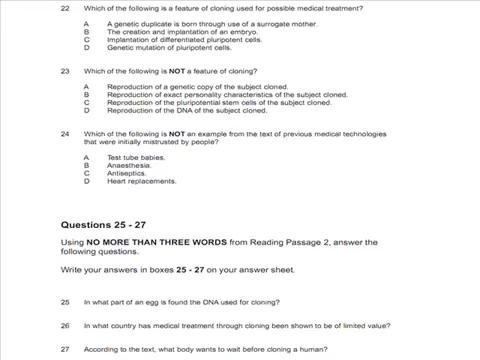 22 Which of the following is a feature of cloning used for possible medical treatment?
A A genetic duplicate is born through use of a surrogate mother.
B The creation and implantation of an embryo.
C Implantation of differentiated pluripotent cells.
D Genetic mutation of pluripotent cells.
23 Which of the following is NOT a feature of cloning?
A Reproduction of a genetic copy of the subject cloned.
B Reproduction of exact personality characteristics of the subject cloned.
C Reproduction of the pluripotential stem cells of the subject cloned.
D Reproduction of the DNA of the subject cloned.
24 Which of the following is NOT an example from the text of previous medical technologies
that were initially mistrusted by people?
A Test tube babies.
B Anaesthesia.
C Antiseptics.
D Heart replacements.
Questions 25 - 27
Using NO MORE THAN THREE WORDS from Reading Passage 2, answer the
following questions.
Write your answers in boxes 25 - 27 on your answer sheet.
25 In what part of an egg is found the DNA used for cloning?
26 In what country has medical treatment through cloning been shown to be of limited value?
27 According to the text, what body wants to wait before cloning a human?